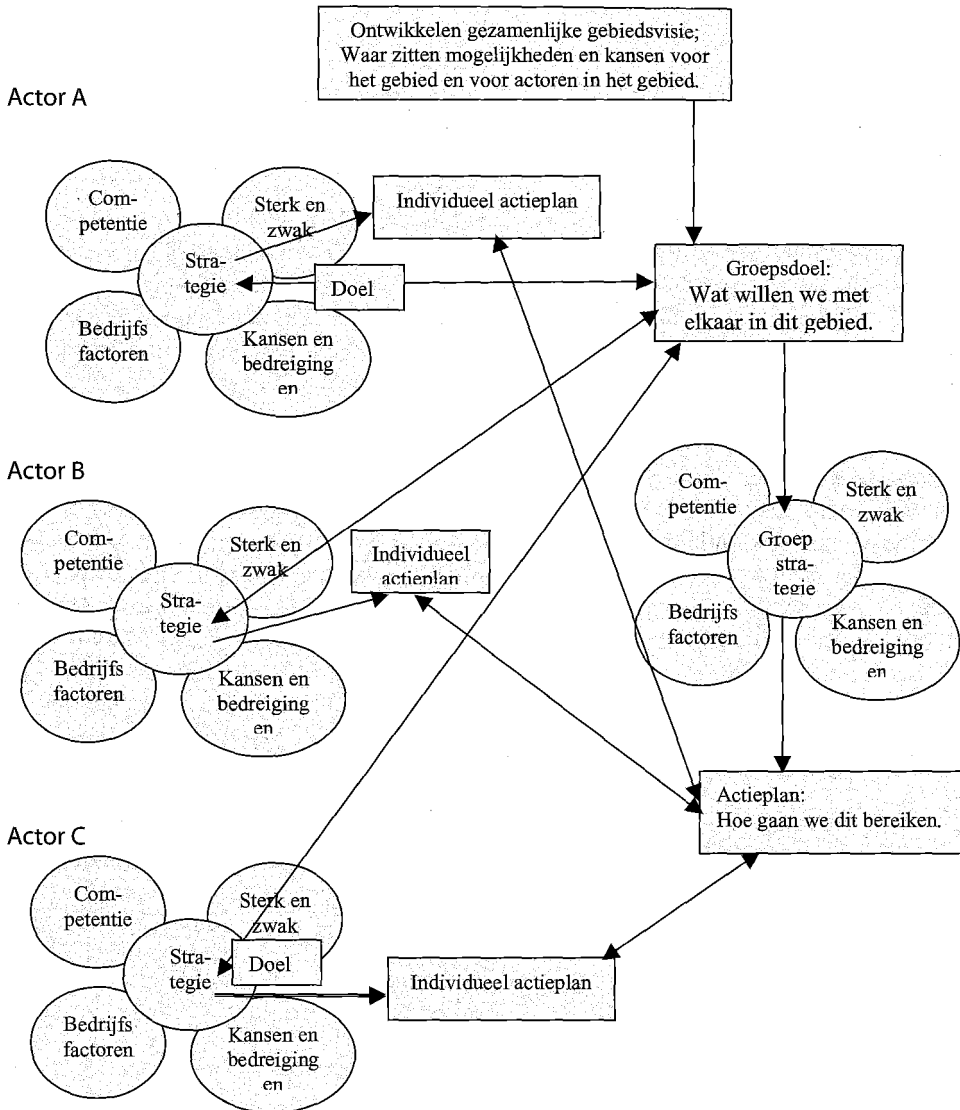 Ontwikkelen gezamenlijke gebiedsvisie;
Waar zitten mogelijkheden en kansen voor
het gebied en voor actoren in het gebied.
Actor A
Com-
petentie
Sterk en
zwak
Individueel actieplan
Stra-
tegie
Doel
Bedrijfs
factoren
Kansen en
bedreiging
en
Groepsdoel:
Wat willen we met
elkaar in dit gebied.
Actor B
Com-
petentie
Sterk en
zwak
Individueel
actieplan
Stra-
tegie
Bedrijfs
factoren
Kansen en
bedreiging
en
Com-
petentie
Sterk en
zwak
Groep
stra-
tegie
Bedrijfs
factoren
Kansen en
bedreiging
en
Actieplan:
Hoe gaan we dit bereiken.
Actor C
Com-
petentie
Sterk en
zwak
Stra-
tegie
Doel
Individueel actieplan
Bedrijfs
factoren
Kansen en
bedreiging
en